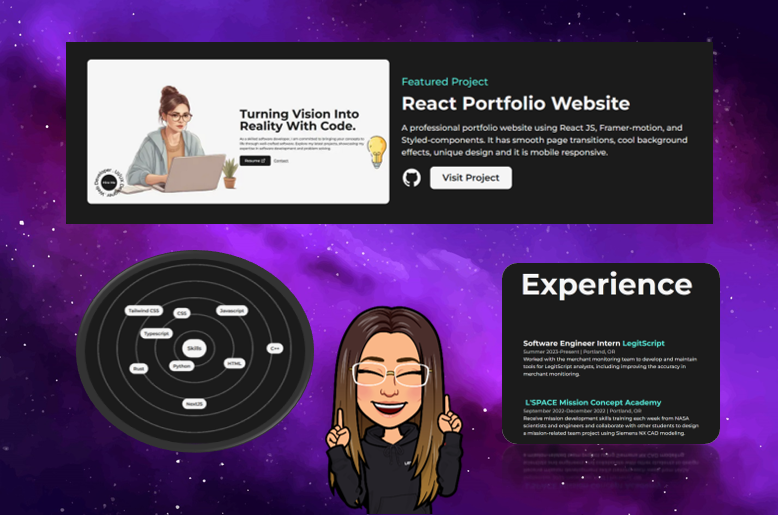 Featured Project
React Portfolio Website
A professional portfolio website using React JS, Framer-motion, and
Styled-components. It has smooth page transitions, cool background
effects, unique design and it is mobile responsive.
Visit Project
Turning Vision Into
Reality With Code.
As a skilled software developer, I am committed to bringing your concepts to
life through well-crafted software. Explore my latest projects, showcasing my
expertise in software development and problem-solving.
Resume
Contact
Hire Me
Tailwind CSS
CSS
Javascript
Typescript
Skills
C++
Rust
Python
HTML
NextJS
Experience
Software Engineer Intern LegitScript
Summer 2023-Present | Portland, OR
Worked with the merchant monitoring team to develop and maintain
tools for LegitScript analysts, including improving the accuracy in
merchant monitoring.
L'SPACE Mission Concept Academy
September 2022-December 2022 | Portland, OR
Receive mission development skills training each week from NASA
scientists and engineers and collaborate with other students to design
a mission-related team project using Siemens NX CAD modeling.